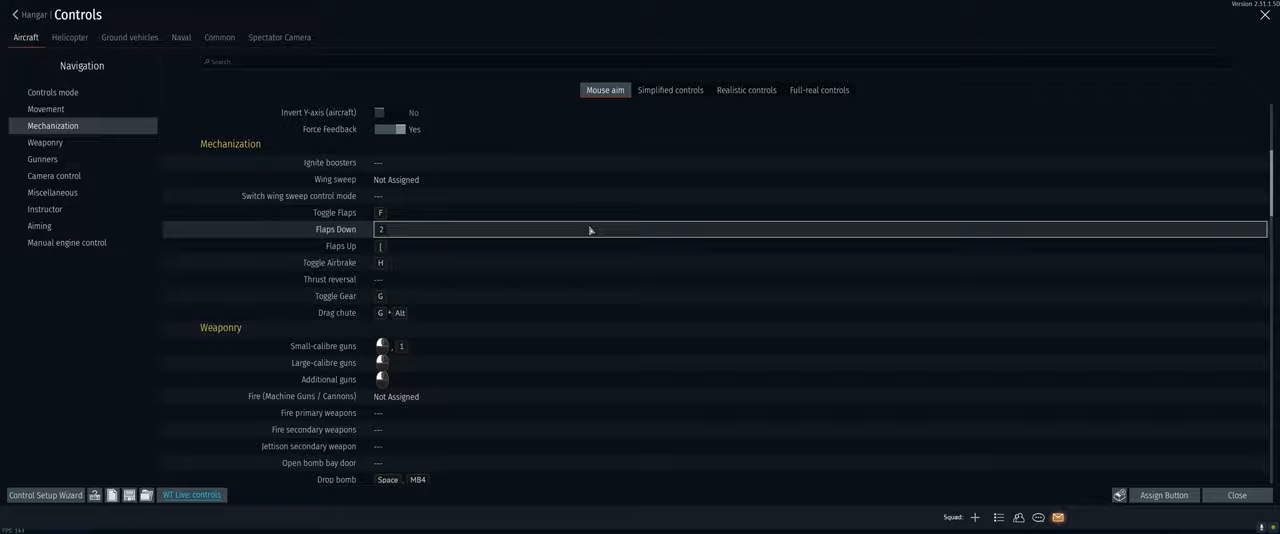 Version 2.31.1.50
Hangar | Controls
Aircraft Helicopter Ground vehicles Naval Common Spectator Camera
Navigation
Search...
Controls mode
Movement
Mechanization
Weaponry
Gunners
Camera control
Miscellaneous
Instructor
Aiming
Manual engine control
Mouse aim Simplified controls Realistic controls Full-real controls
Invert Y-axis (aircraft) No
Force Feedback Yes
Mechanization
Ignite boosters ---
Wing sweep Not Assigned
Switch wing sweep control mode ---
Toggle Flaps F
Flaps Down 2
Flaps Up [
Toggle Airbrake H
Thrust reversal ---
Toggle Gear G
Drag chute G + Alt
Weaponry
Small-calibre guns , 1
Large-calibre guns
Additional guns
Fire (Machine Guns / Cannons) Not Assigned
Fire primary weapons ---
Fire secondary weapons ---
Jettison secondary weapon ---
Open bomb bay door ---
Drop bomb Space , MB4
Control Setup Wizard WT Live: controls Assign Button Close
Squad: +
FPS: 144